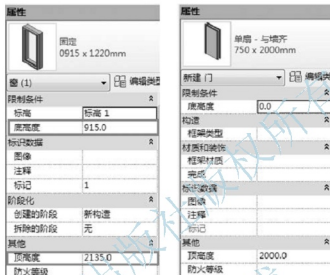 属性
固定
0915 x 1220mm
窗 (1)
编辑类型
限制条件
标高 标高 1
底高度 915.0
标识数据
图像
注释
标记 1
阶段化
创建的阶段 新构造
拆除的阶段 无
其他
顶高度 2135.0
防火等级
属性
单扇 - 与墙齐
750 x 2000mm
新建 门
编辑类
限制条件
底高度 0.0
构造
框架类型
材质和装饰
框架材质
完成
标识数据
图像
注释
标记
其他
顶高度 2000.0
防火等级